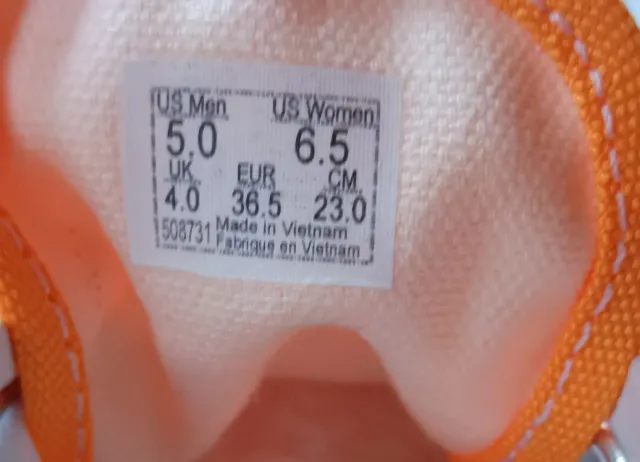 US Men US Women
5.0 6.5
UK EUR CM
4.0 36.5 23.0
508731 Made in Vietnam
Fabrique en Vietnam